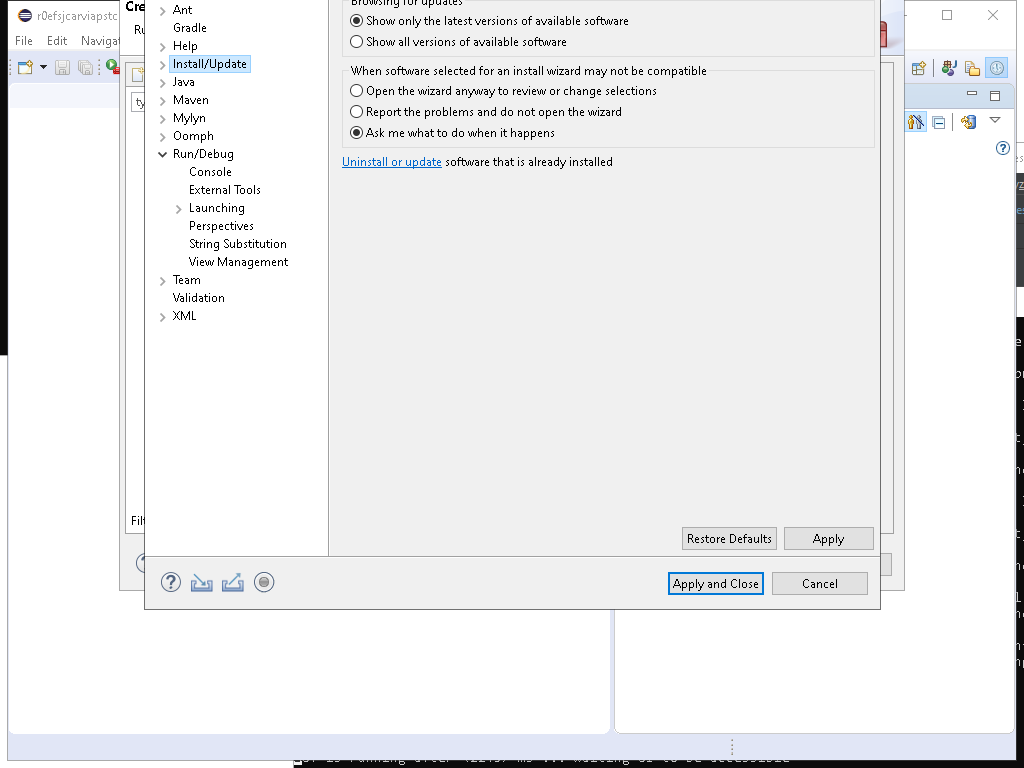 r0efsjcarviapstc
File Edit Navigat
Cre
Ru
ty
Filt
Ant
Gradle
Help
Install/Update
Java
Maven
Mylyn
Oomph
Run/Debug
Console
External Tools
Launching
Perspectives
String Substitution
View Management
Team
Validation
XML
Browsing for updates
Show only the latest versions of available software
Show all versions of available software
When software selected for an install wizard may not be compatible
Open the wizard anyway to review or change selections
Report the problems and do not open the wizard
Ask me what to do when it happens
Uninstall or update software that is already installed
Restore Defaults Apply
Apply and Close Cancel